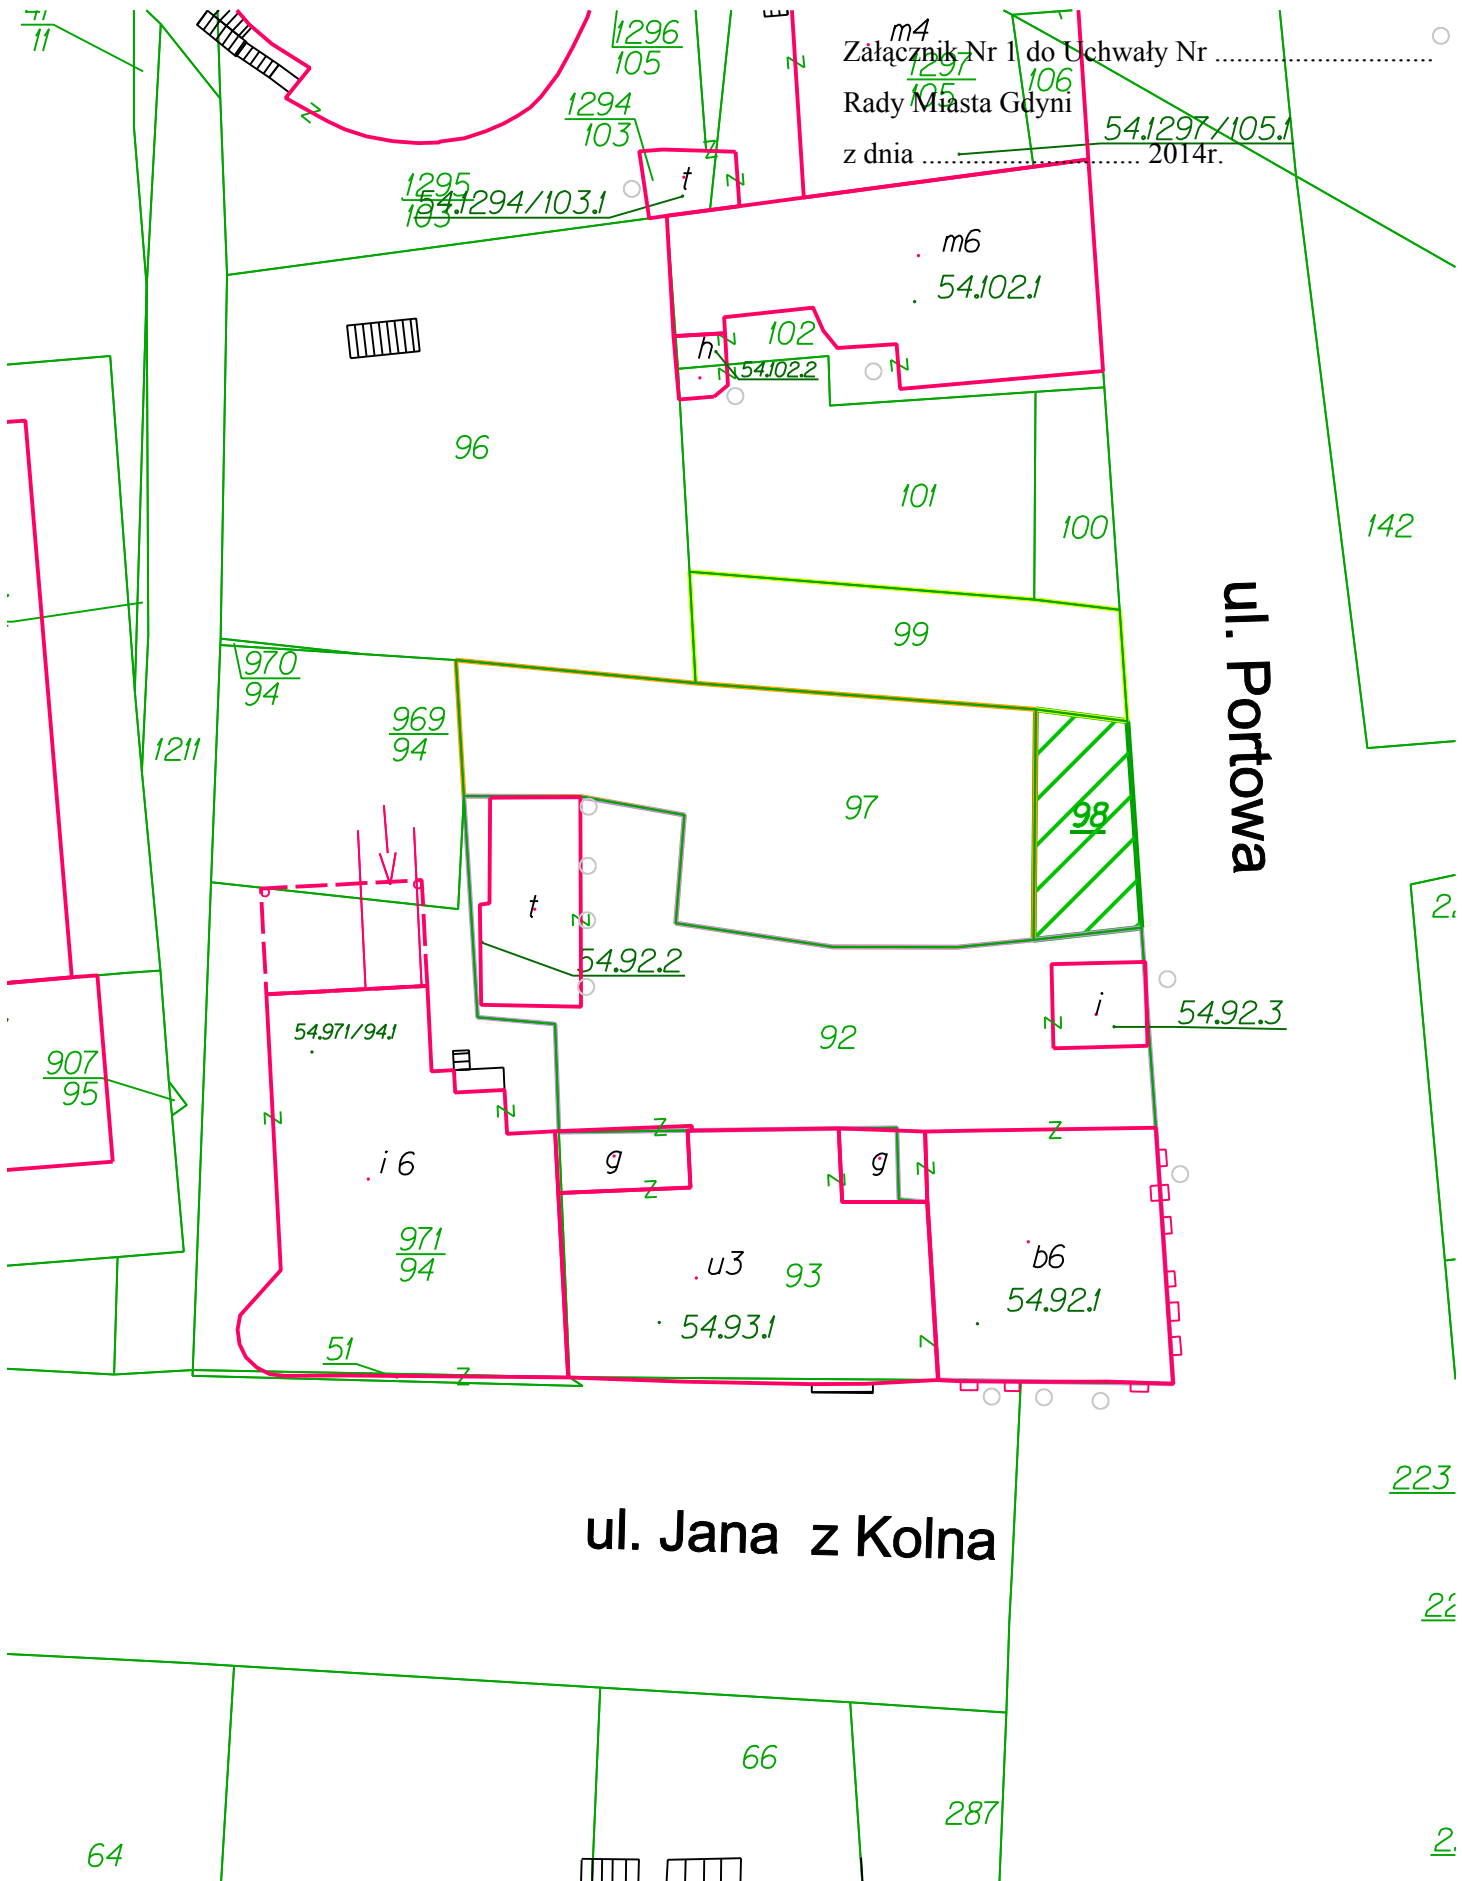 41
11
1296
105
m4
Załącznik Nr 1 do Uchwały Nr ..............................
1297
105
106
Rady Miasta Gdyni
1294
103
54.1297/105.1
z dnia .............................. 2014r.
t
1295
103
54.1294/103.1
m6
54.102.1
102
h
54.102.2
96
101
100
142
ul. Portowa
99
970
94
969
94
1211
97
98
t
54.92.2
i
54.92.3
54.971/94.1
92
907
95
i 6
g
g
971
94
u3
93
b6
54.92.1
54.93.1
51
223
ul. Jana z Kolna
66
287
64